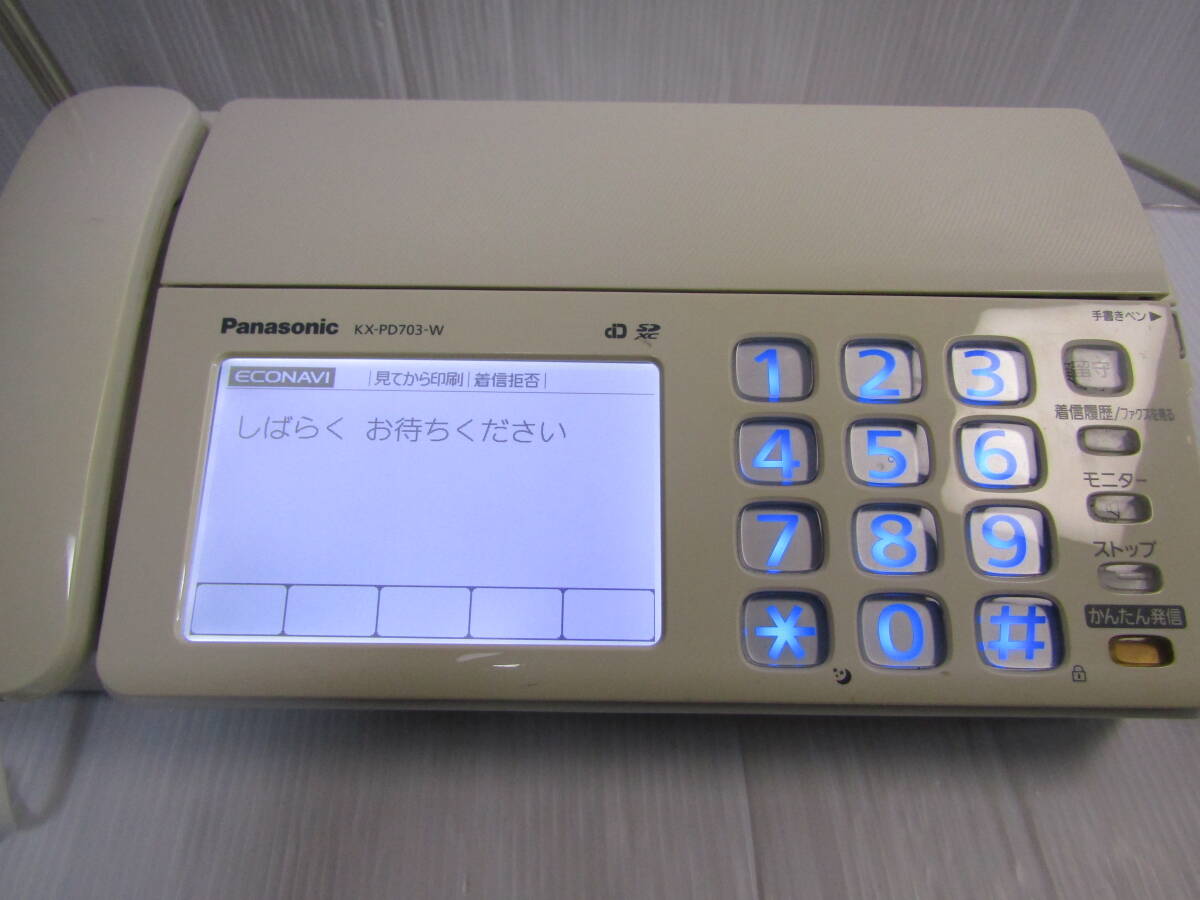 Panasonic KX-PD703-W
SD XC
ECONAVI 見てから印刷 着信拒否
しばらく お待ちください
1 2 3
4 5 6
7 8 9
* 0 #
手書きペン▶
留守
着信履歴/ファクスを見る
モニター
ストップ
かんたん発信